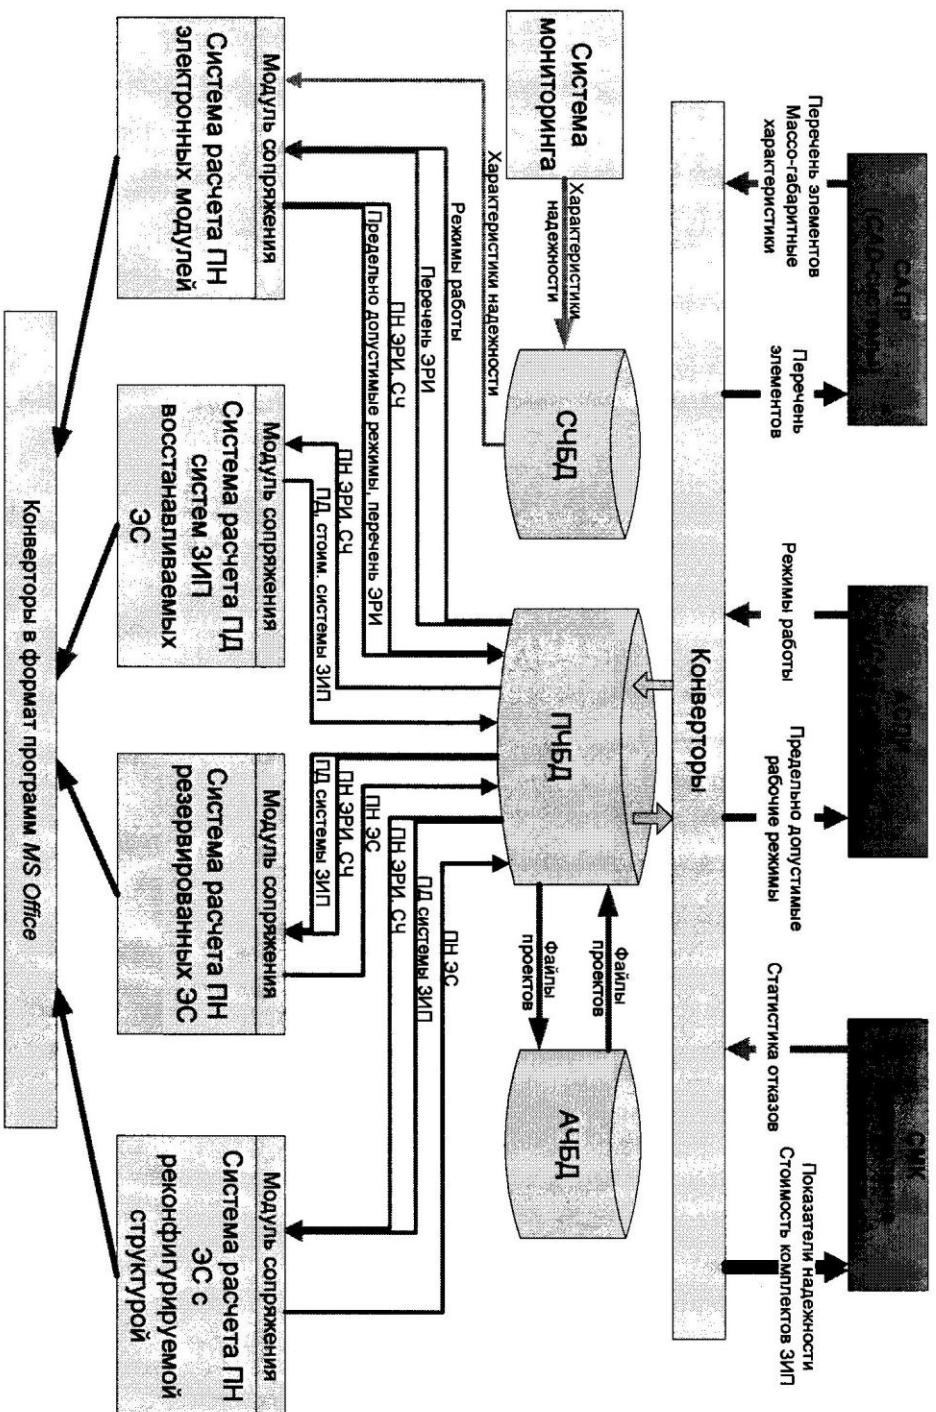 САПР
(CAD-системы)
АСОНИКА
СМК
Перечень элементов
Массо-габаритные
характеристики
Перечень
элементов
Режимы работы
Предельно допустимые
рабочие режимы
Статистика отказов
Показатели надежности
Стоимость комплектов ЗИП
Конверторы
Система
мониторинга
Характеристики
надежности
СЧБД
ПЧБД
Файлы
проектов
Файлы
проектов
АЧБД
Характеристики надежности
Режимы работы
Перечень ЭРИ
ПН ЭРИ, СЧ
Предельно допустимые режимы, перечень ЭРИ
ПН ЭРИ, СЧ
ПД, стоим. системы ЗИП
ПН ЭС
ПН ЭРИ, СЧ
ПД системы ЗИП
ПН ЭС
ПД системы ЗИП
ПН ЭРИ, СЧ
Модуль сопряжения
Система расчета ПН
электронных модулей
Модуль сопряжения
Система расчета ПД
систем ЗИП
восстанавливаемых
ЭС
Модуль сопряжения
Система расчета ПН
резервированных ЭС
Модуль сопряжения
Система расчета ПН
ЭС с
реконфигурируемой
структурой
Конверторы в формат программ MS Office